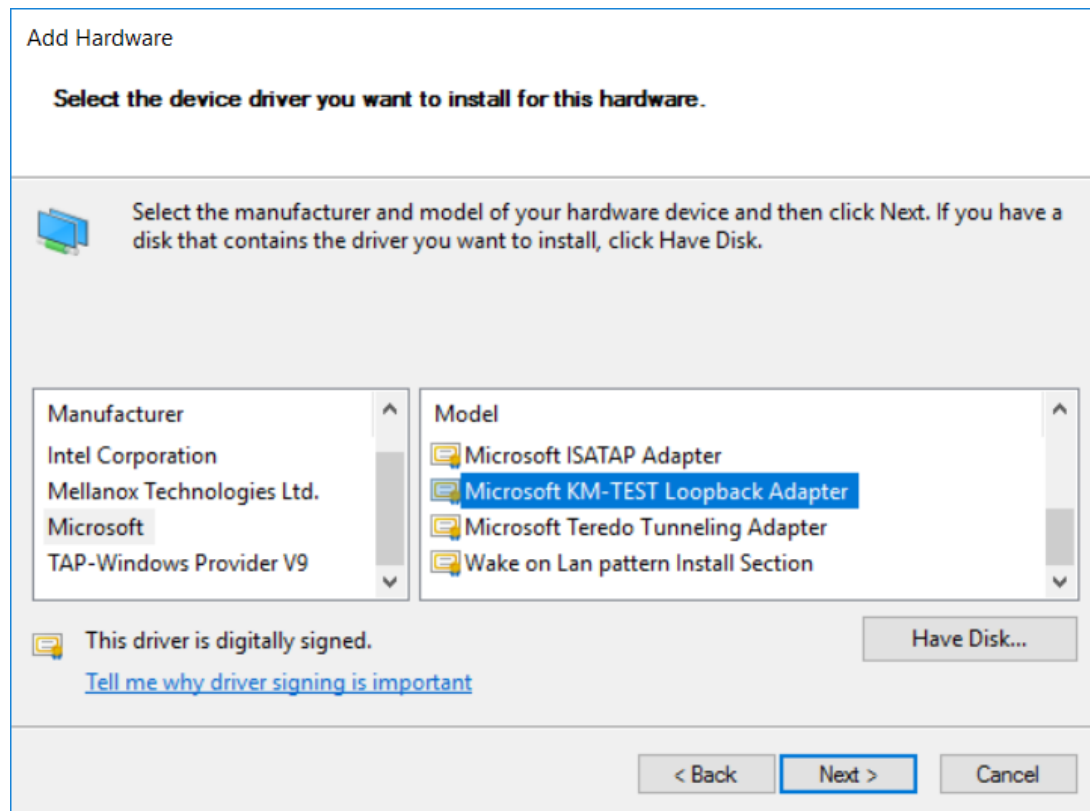 Add Hardware
Select the device driver you want to install for this hardware.
Select the manufacturer and model of your hardware device and then click Next. If you have a
disk that contains the driver you want to install, click Have Disk.
Manufacturer
Intel Corporation
Mellanox Technologies Ltd.
Microsoft
TAP-Windows Provider V9
Model
Microsoft ISATAP Adapter
Microsoft KM-TEST Loopback Adapter
Microsoft Teredo Tunneling Adapter
Wake on Lan pattern Install Section
This driver is digitally signed.
Have Disk...
Tell me why driver signing is important
< Back
Next >
Cancel